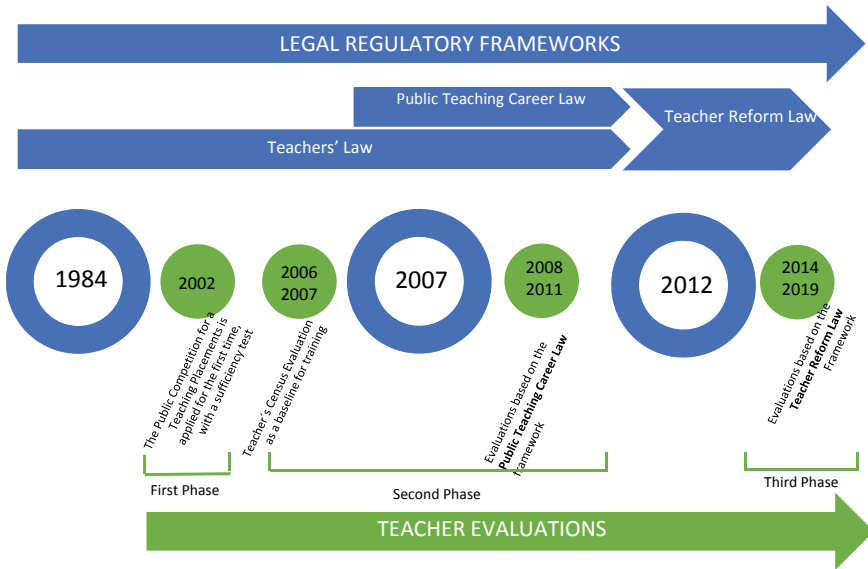 LEGAL REGULATORY FRAMEWORKS
Public Teaching Career Law
Teacher Reform Law
Teachers’ Law
1984
2002
2006
2007
2007
2008
2011
2012
2014
2019
The Public Competition for a
Teaching Placements is
applied for the first time,
with a sufficiency test
Teacher´s Census Evaluation
as a baseline for training
Evaluations based on the
Public Teaching Career Law
framework
Evaluations based on the
Teacher Reform Law
Framework
First Phase
Second Phase
Third Phase
TEACHER EVALUATIONS